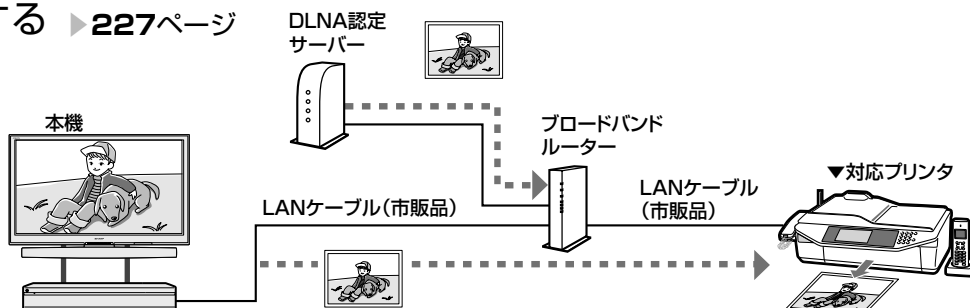 する ▶227ページ
DLNA認定
サーバー
本機
ブロードバンド
ルーター
▼対応プリンタ
LANケーブル（市販品）
LANケーブル
（市販品）